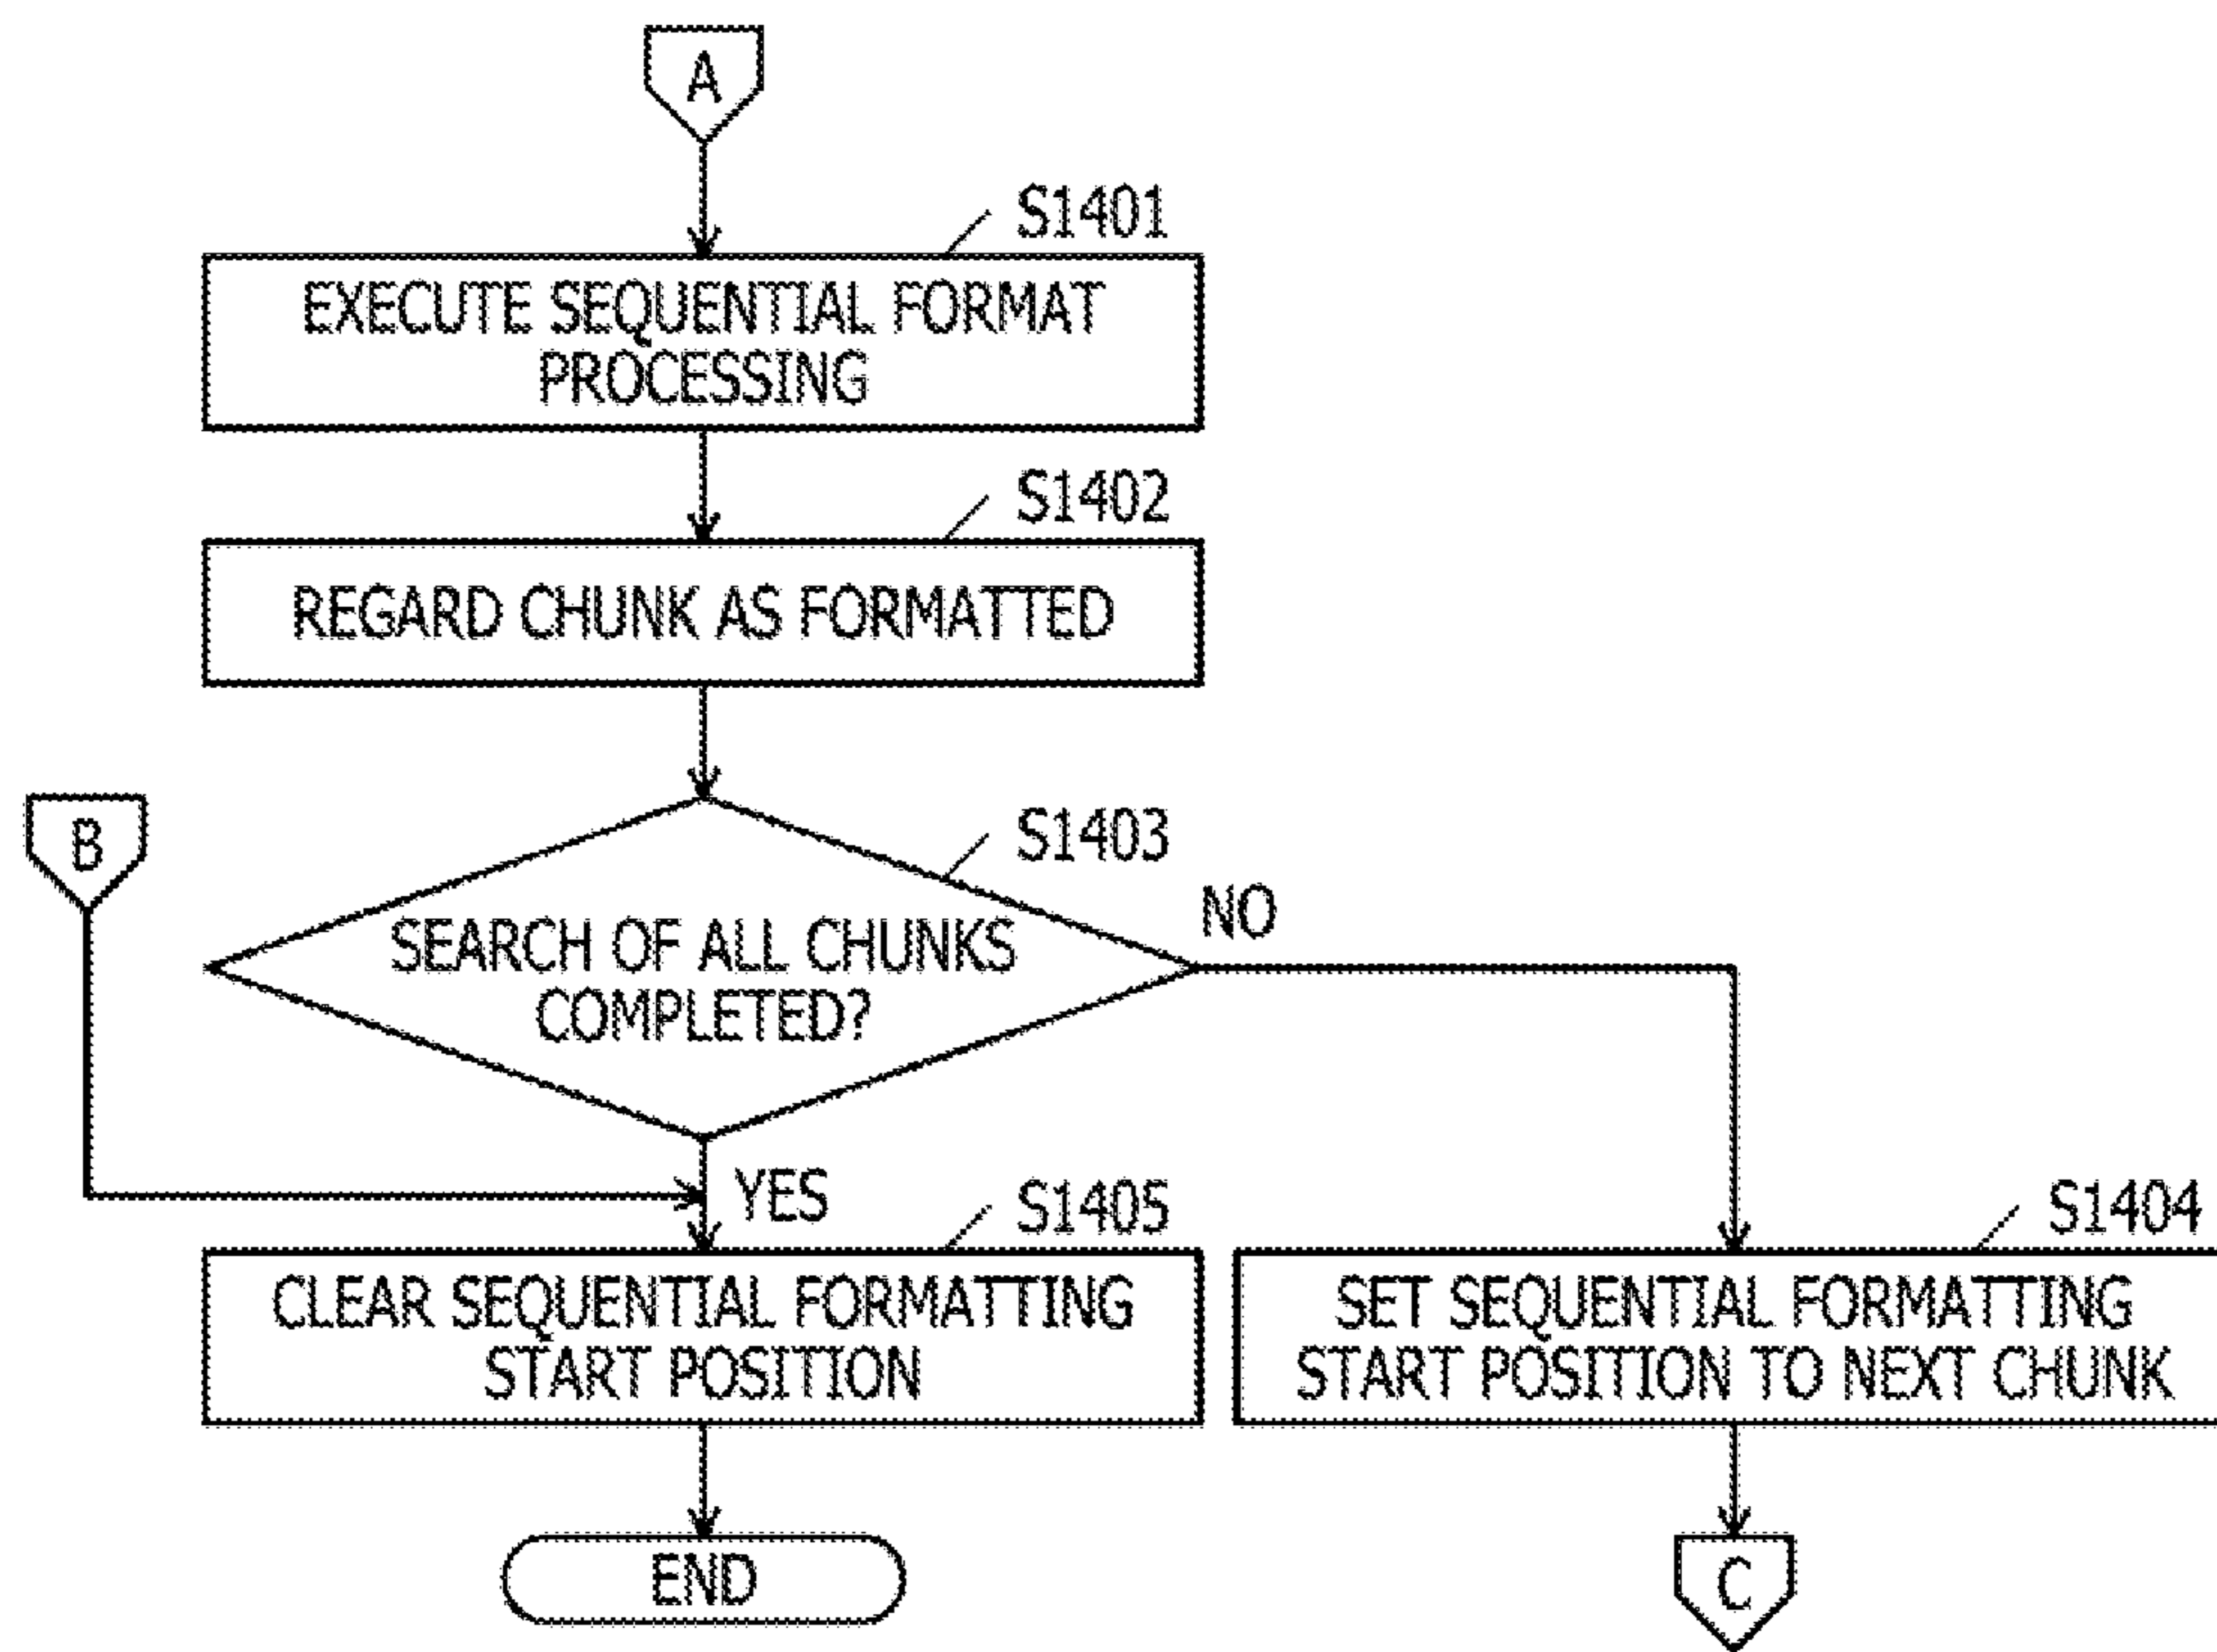 A
S1401
EXECUTE SEQUENTIAL FORMAT
PROCESSING
S1402
REGARD CHUNK AS FORMATTED
B
S1403
NO
SEARCH OF ALL CHUNKS
COMPLETED?
YES
S1405
CLEAR SEQUENTIAL FORMATTING
START POSITION
S1404
SET SEQUENTIAL FORMATTING
START POSITION TO NEXT CHUNK
END
C